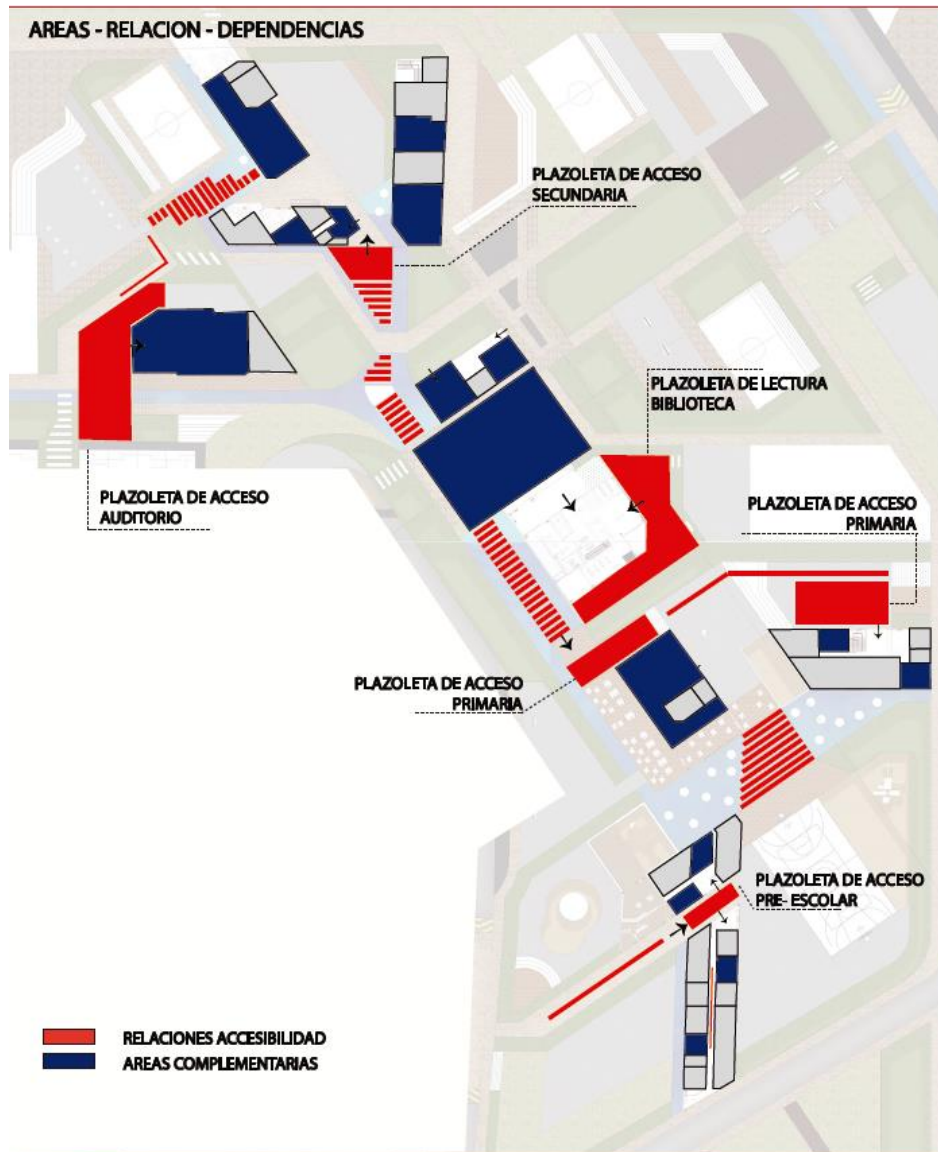 AREAS - RELACION - DEPENDENCIAS
PLAZOLETA DE ACCESO
SECUNDARIA
PLAZOLETA DE LECTURA
BIBLIOTECA
PLAZOLETA DE ACCESO
AUDITORIO
PLAZOLETA DE ACCESO
PRIMARIA
PLAZOLETA DE ACCESO
PRIMARIA
PLAZOLETA DE ACCESO
PRE- ESCOLAR
RELACIONES ACCESIBILIDAD
AREAS COMPLEMENTARIAS